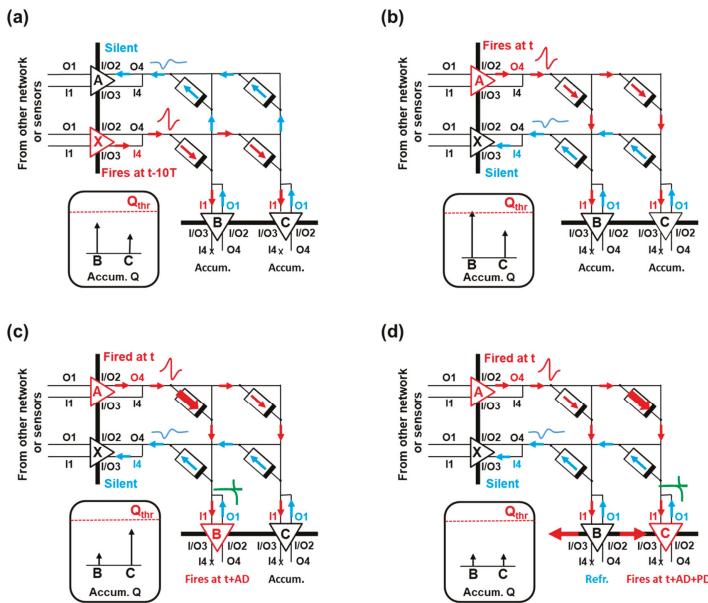 (a)
Silent
O1 I/O2 O4
A
I1 I/O3 I4
From other network
or sensors
O1 I/O2 O4
X
I1 I/O3 I4
Fires at t-10T
Qthr
B C
Accum. Q
I1 O1 I1 O1
B C
I/O3 I/O2 I/O3 I/O2
I4 x O4 I4 x O4
Accum. Accum.
(b)
Fires at t
O1 I/O2 O4
A
I1 I/O3 I4
From other network
or sensors
O1 I/O2 O4
X
I1 I/O3 I4
Silent
Qthr
B C
Accum. Q
I1 O1 I1 O1
B C
I/O3 I/O2 I/O3 I/O2
I4 x O4 I4 x O4
Accum. Accum.
(c)
Fired at t
O1 I/O2 O4
A
I1 I/O3 I4
From other network
or sensors
O1 I/O2 O4
X
I1 I/O3 I4
Silent
Qthr
B C
Accum. Q
I1 O1 I1 O1
B C
I/O3 I/O2 I/O3 I/O2
I4 x O4 I4 x O4
Fires at t+AD Accum.
(d)
Fired at t
O1 I/O2 O4
A
I1 I/O3 I4
From other network
or sensors
O1 I/O2 O4
X
I1 I/O3 I4
Silent
Qthr
B C
Accum. Q
I1 O1 I1 O1
B C
I/O3 I/O2 I/O3 I/O2
I4 x O4 I4 x O4
Refr. Fires at t+AD+PD